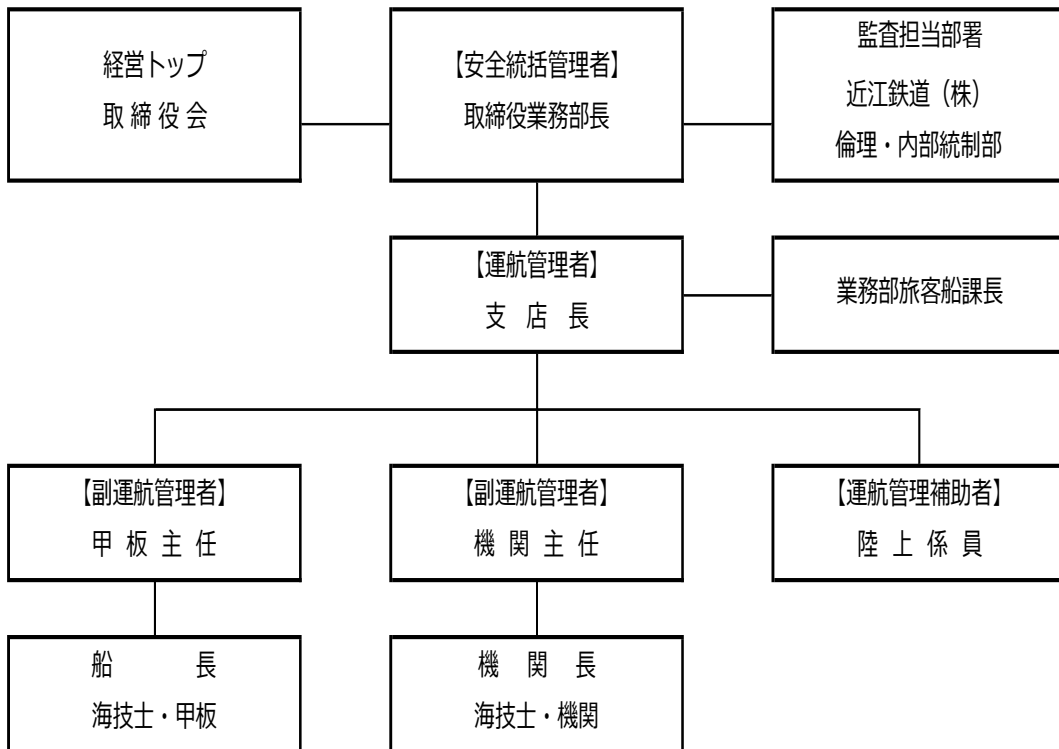 経営トップ
取締役会
【安全統括管理者】
取締役業務部長
監査担当部署
近江鉄道（株）
倫理・内部統制部
【運航管理者】
支店長
業務部旅客船課長
【副運航管理者】
甲板主任
【副運航管理者】
機関主任
【運航管理補助者】
陸上係員
船長
海技士・甲板
機関長
海技士・機関